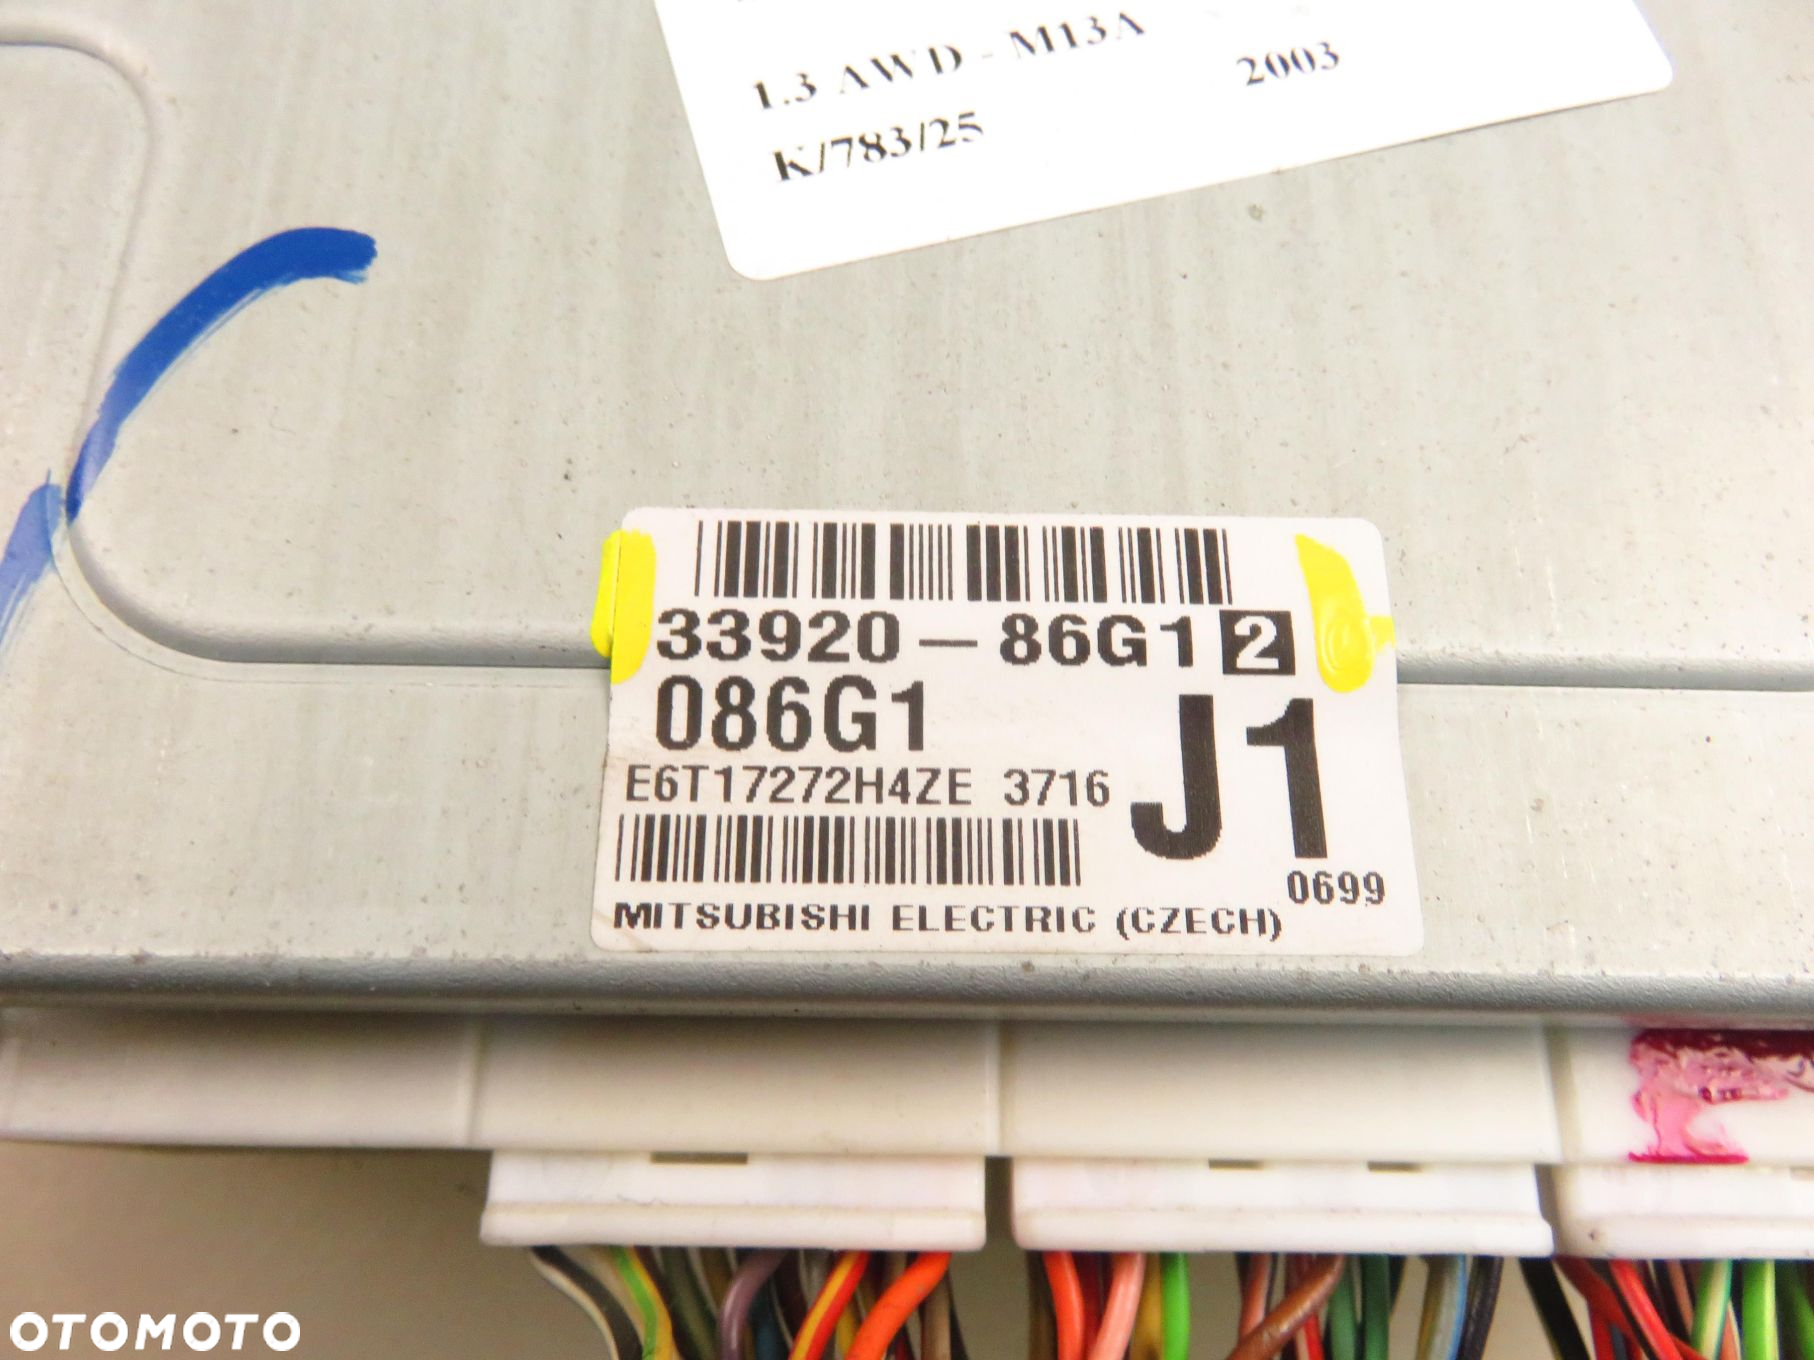 1.3 AWD - M13A
2003
K/783/25
33920-86G1 2
086G1
J1
E6T17272H4ZE 3716
0699
MITSUBISHI ELECTRIC (CZECH)
OTOMOTO